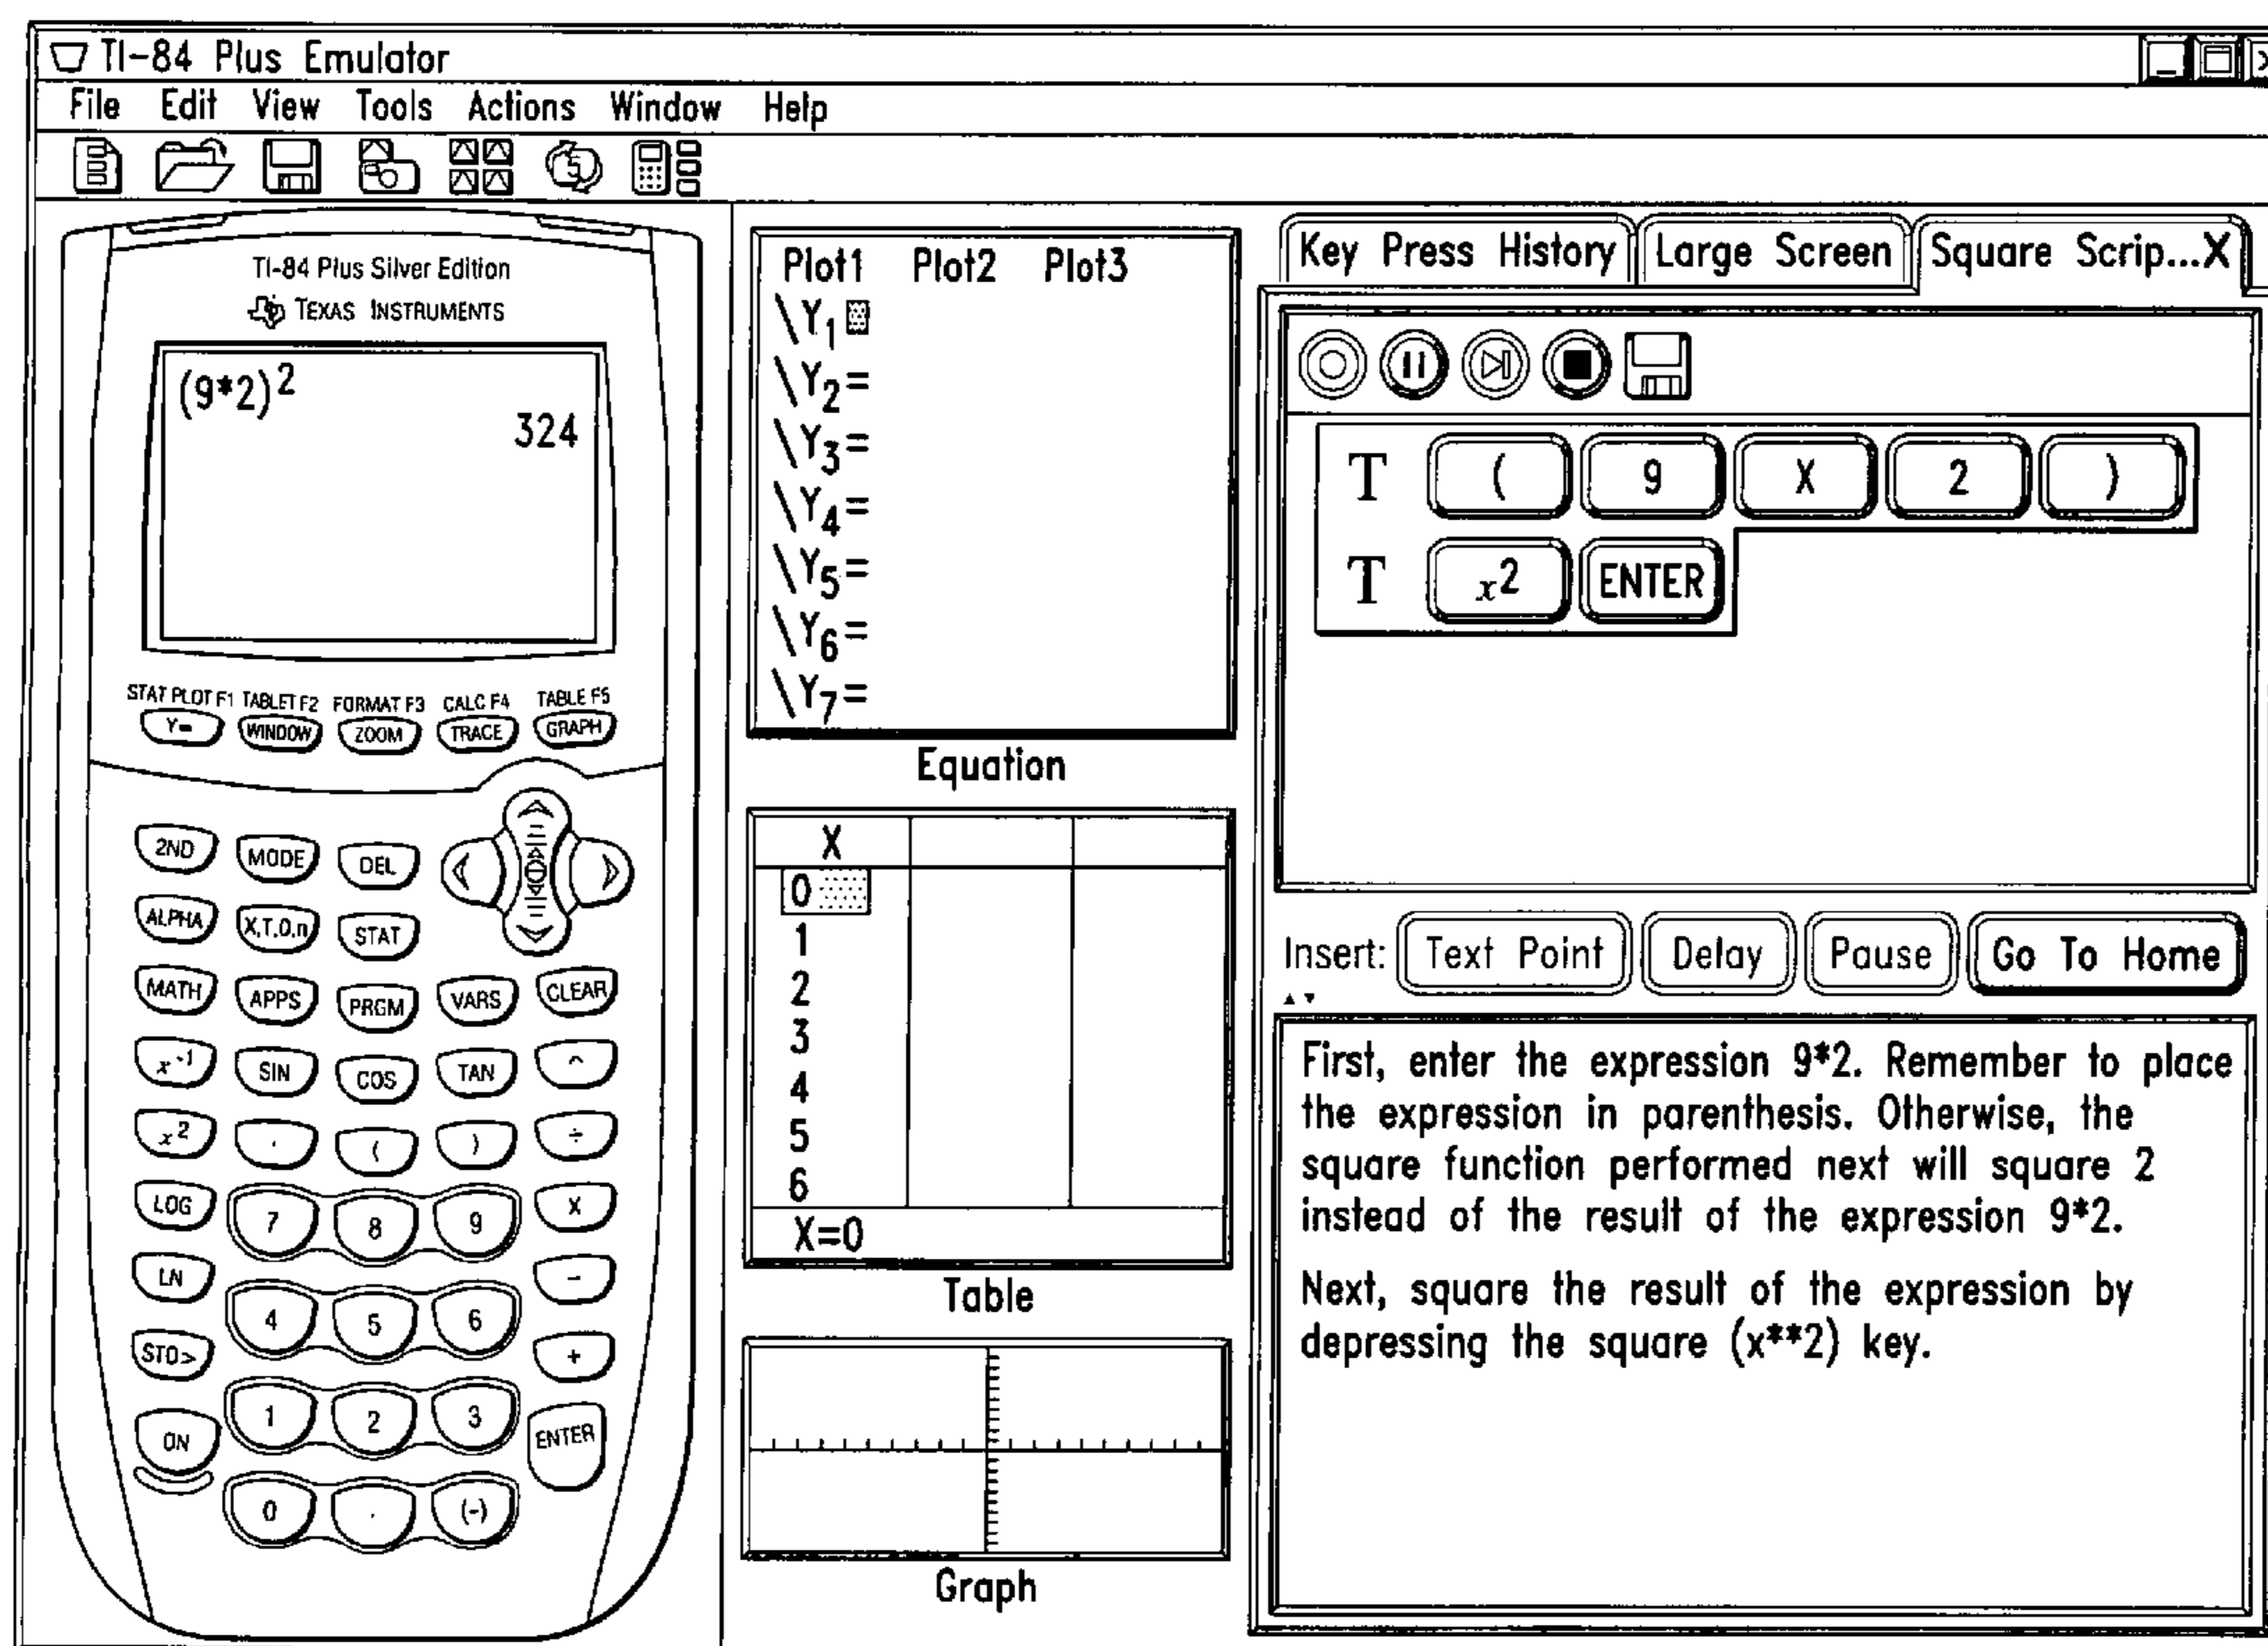 TI-84 Plus Emulator
File Edit View Tools Actions Window Help
TI-84 Plus Silver Edition
TEXAS INSTRUMENTS
(9*2)²
324
STAT PLOT F1 TABLET F2 FORMAT F3 CALC F4 TABLE F5
Y= WINDOW ZOOM TRACE GRAPH
2ND MODE DEL
ALPHA X,T,O,n STAT
MATH APPS PRGM VARS CLEAR
x⁻¹ SIN COS TAN ^
x² , ( ) ÷
LOG 7 8 9 X
LN 4 5 6 -
STO> 1 2 3 +
ON 0 . (-) ENTER
Plot1 Plot2 Plot3
\Y₁
\Y₂=
\Y₃=
\Y₄=
\Y₅=
\Y₆=
\Y₇=
Equation
X
0
1
2
3
4
5
6
X=0
Table
Graph
Key Press History Large Screen Square Scrip...X
T ( 9 X 2 )
T x² ENTER
Insert: Text Point Delay Pause Go To Home
First, enter the expression 9*2. Remember to place
the expression in parenthesis. Otherwise, the
square function performed next will square 2
instead of the result of the expression 9*2.
Next, square the result of the expression by
depressing the square (x**2) key.